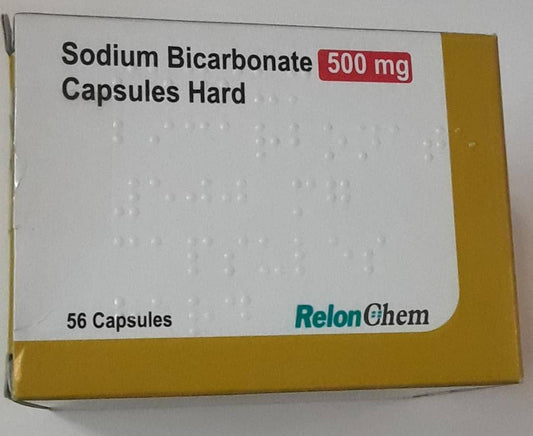 Sodium Bicarbonate 500 mg
Capsules Hard
56 Capsules
RelonChem